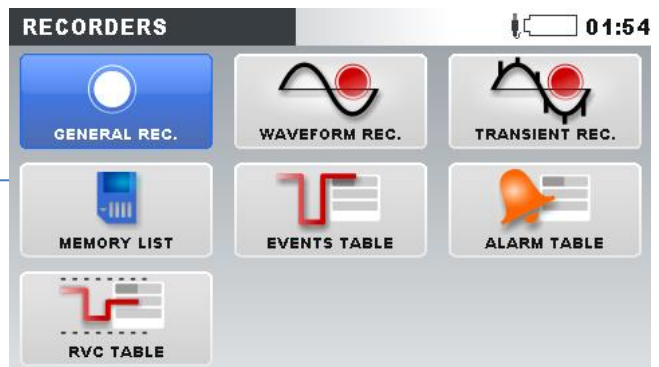 RECORDERS 01:54
GENERAL REC. WAVEFORM REC. TRANSIENT REC.
MEMORY LIST EVENTS TABLE ALARM TABLE
RVC TABLE